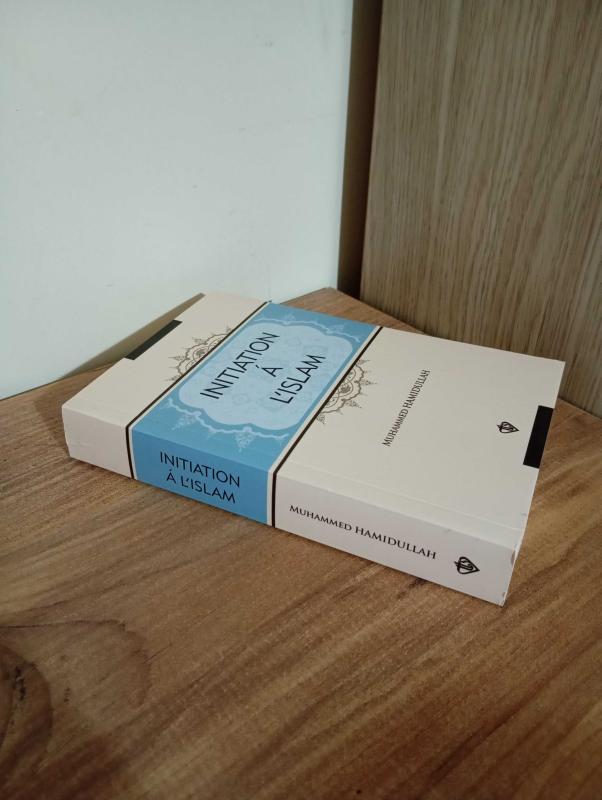 INITIATION
Á
L'ISLAM
MUHAMMED HAMIDULLAH
INITIATION
Á L'ISLAM
MUHAMMED HAMIDULLAH